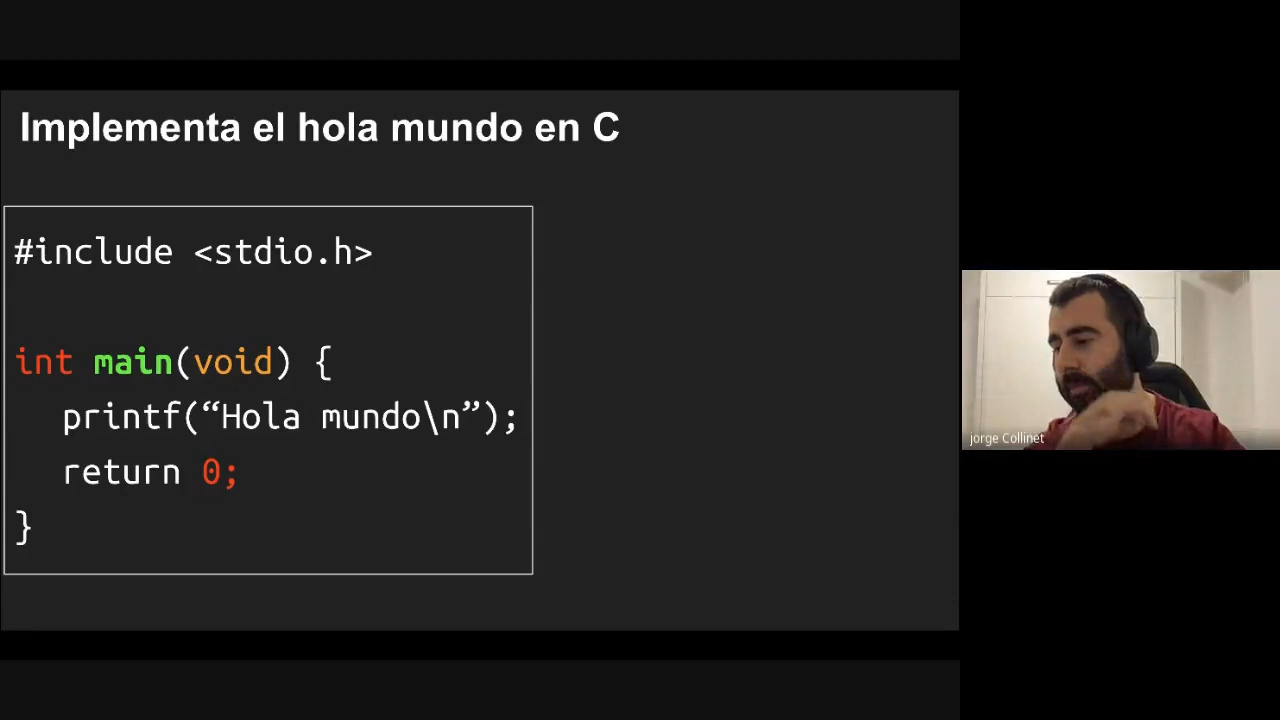 Implementa el hola mundo en C
#include <stdio.h>
int main(void) {
printf(“Hola mundo\n”);
return 0;
}
jorge Collinet